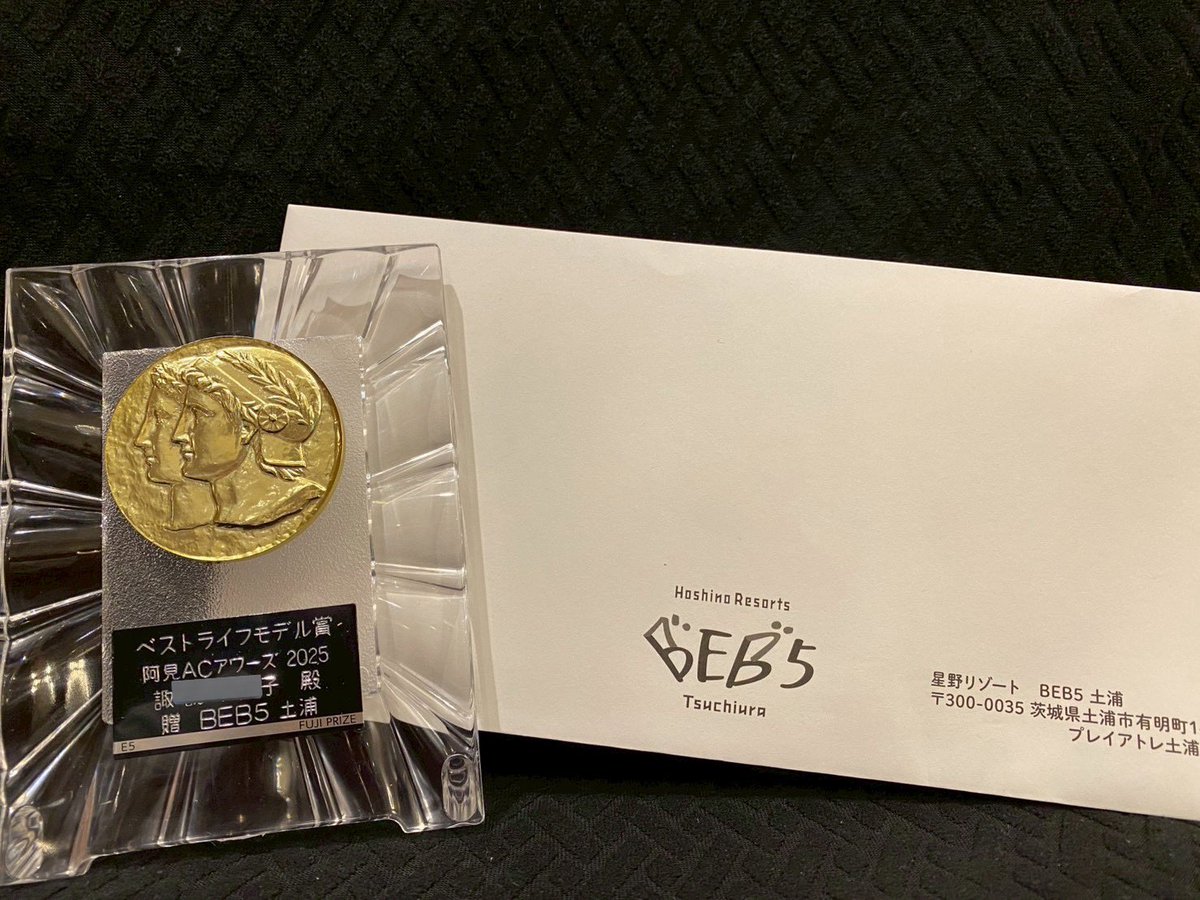 ベストライフモデル賞
阿見ACアワーズ 2025
諏 子 殿
贈 BEB5 土浦
E5 FUJI PRIZE
Hoshino Resorts
BEB5
Tsuchiura
星野リゾート BEB5 土浦
〒300-0035 茨城県土浦市有明町1-
プレイアトレ土浦